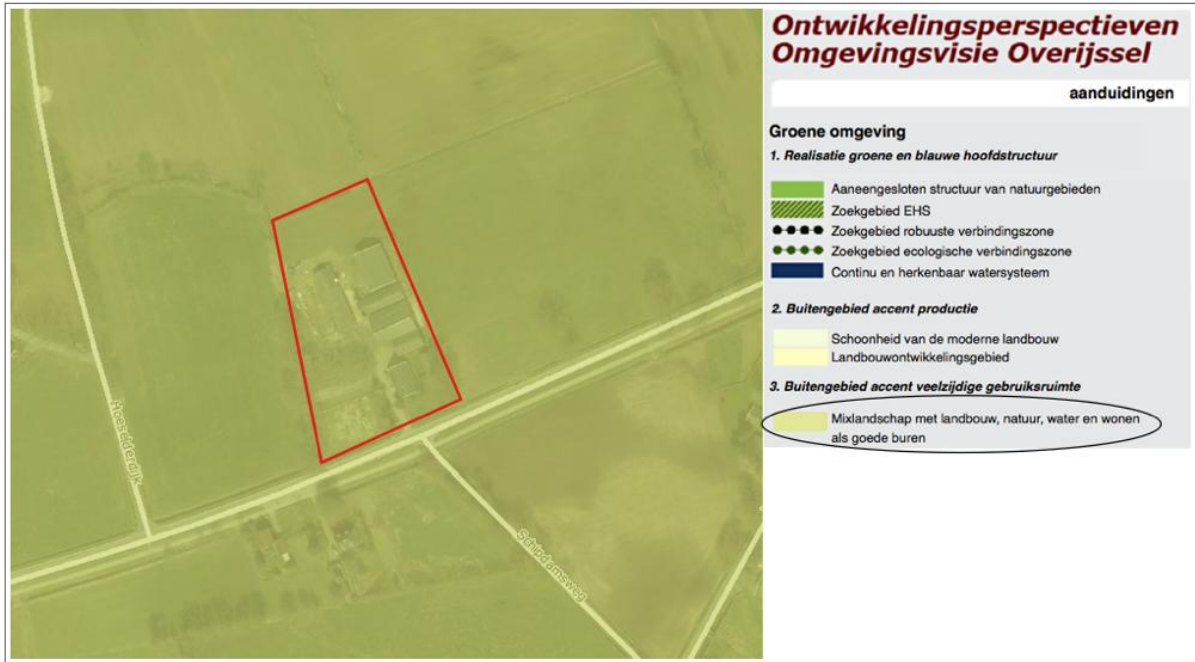 Ontwikkelingsperspectieven
Omgevingsvisie Overijssel
aanduidingen
Groene omgeving
1. Realisatie groene en blauwe hoofdstructuur
Aaneengesloten structuur van natuurgebieden
Zoekgebied EHS
Zoekgebied robuuste verbindingszone
Zoekgebied ecologische verbindingszone
Continu en herkenbaar watersysteem
2. Buitengebied accent productie
Schoonheid van de moderne landbouw
Landbouwontwikkelingsgebied
3. Buitengebied accent veelzijdige gebruiksruimte
Mixlandschap met landbouw, natuur, water en wonen
als goede buren
Hoeselderdijk
Schipdamsweg